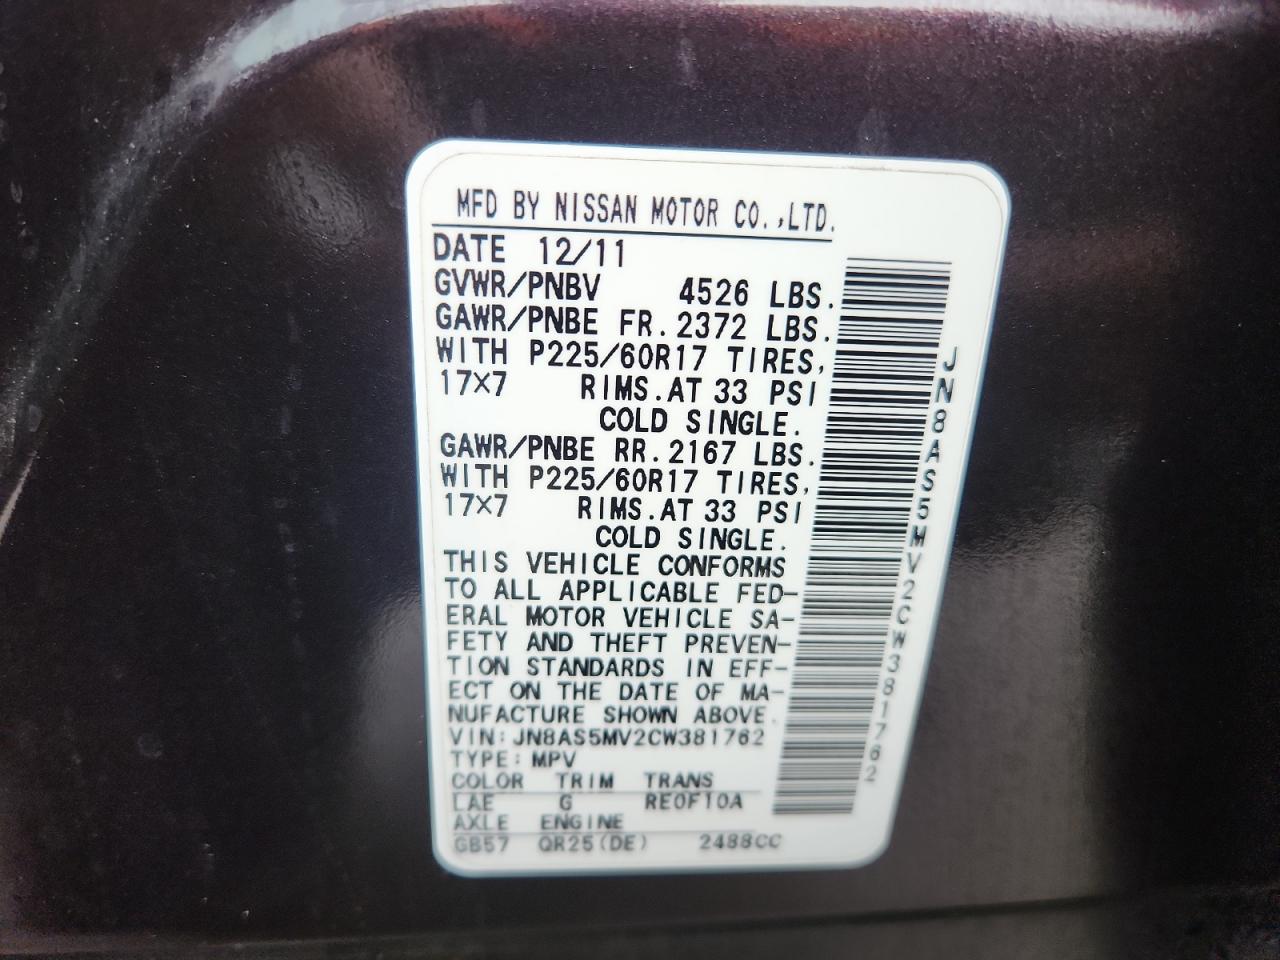 MFD BY NISSAN MOTOR CO.,LTD.
DATE 12/11
GVWR/PNBV 4526 LBS.
GAWR/PNBE FR.2372 LBS.
WITH P225/60R17 TIRES,
17×7 RIMS.AT 33 PSI
COLD SINGLE.
GAWR/PNBE RR.2167 LBS.
WITH P225/60R17 TIRES,
17×7 RIMS.AT 33 PSI
COLD SINGLE.
THIS VEHICLE CONFORMS
TO ALL APPLICABLE FED-
ERAL MOTOR VEHICLE SA-
FETY AND THEFT PREVEN-
TION STANDARDS IN EFF-
ECT ON THE DATE OF MA-
NUFACTURE SHOWN ABOVE.
VIN:JN8AS5MV2CW381762
TYPE:MPV
COLOR TRIM TRANS
LAE G RE0F10A
AXLE ENGINE
GB57 QR25(DE) 2488CC
JN8AS5MV2CW381762